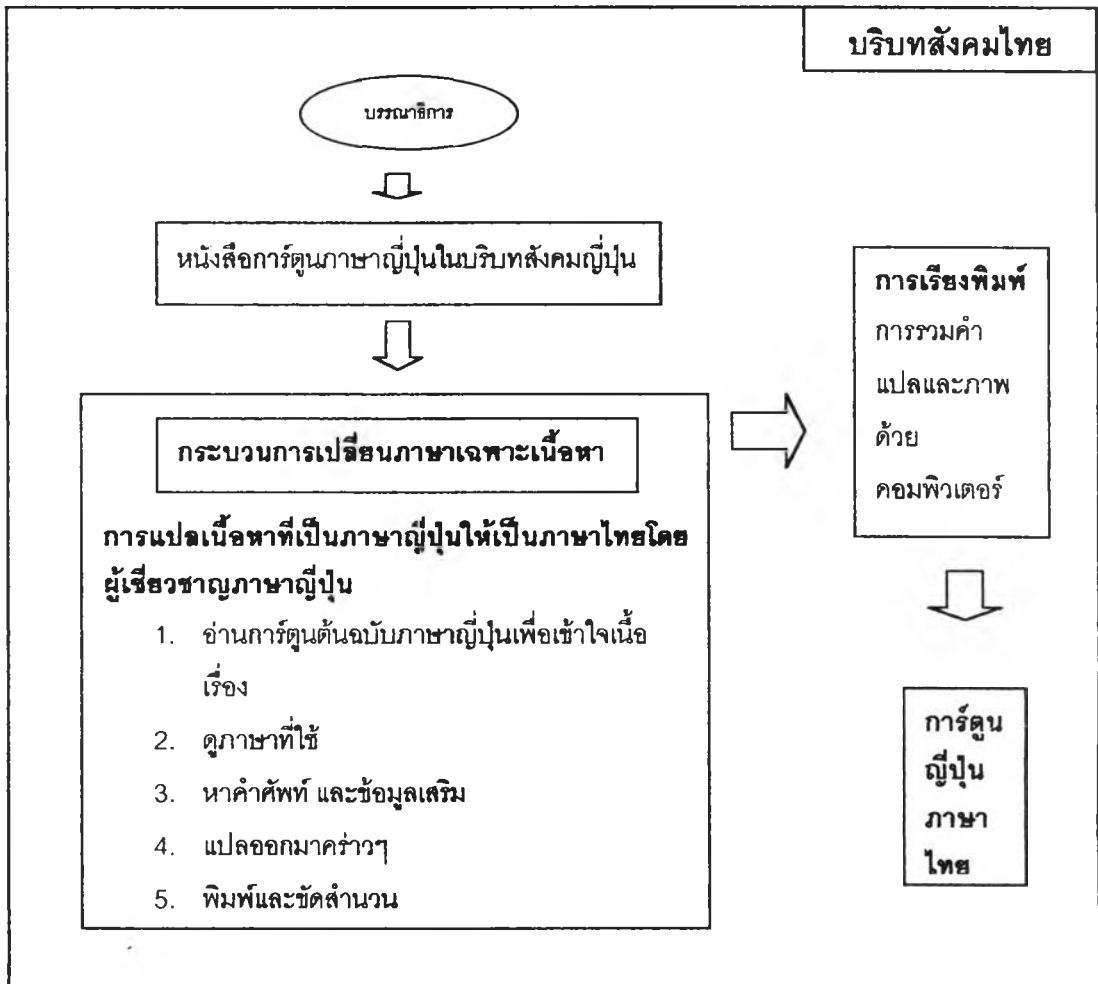 บริบทสังคมไทย
บรรณาธิการ
หนังสือการ์ตูนภาษาญี่ปุ่นในบริบทสังคมญี่ปุ่น
กระบวนการเปลี่ยนภาษาเฉพาะเนื้อหา
การแปลเนื้อหาที่เป็นภาษาญี่ปุ่นให้เป็นภาษาไทยโดย
ผู้เชี่ยวชาญภาษาญี่ปุ่น
1. อ่านการ์ตูนต้นฉบับภาษาญี่ปุ่นเพื่อเข้าใจเนื้อ
เรื่อง
2. ดูภาษาที่ใช้
3. หาคำศัพท์ และข้อมูลเสริม
4. แปลออกมาคร่าวๆ
5. พิมพ์และขัดสำนวน
การเรียงพิมพ์
การรวมคำ
แปลและภาพ
ด้วย
คอมพิวเตอร์
การ์ตูน
ญี่ปุ่น
ภาษา
ไทย